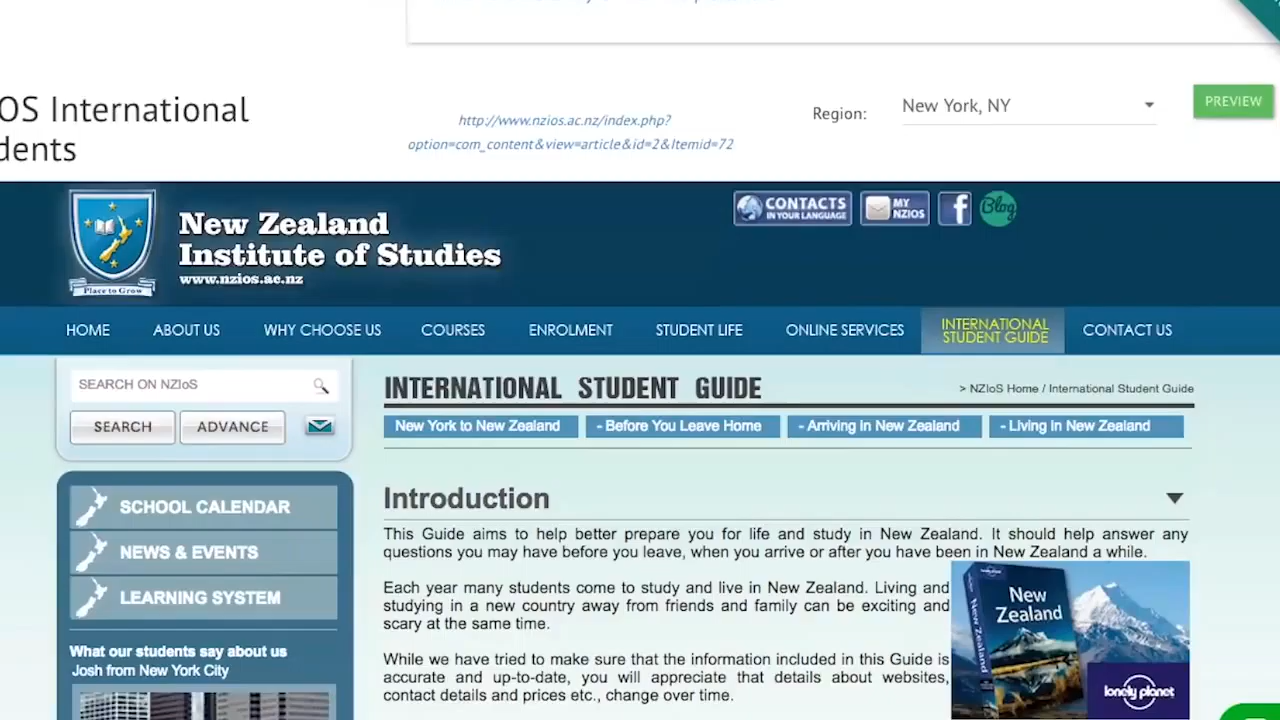 OS International
dents
http://www.nzios.ac.nz/index.php?
option=com_content&view=article&id=2&Itemid=72
Region:
New York, NY
PREVIEW
New Zealand
Institute of Studies
www.nzios.ac.nz
Place to Grow
CONTACTS
IN YOUR LANGUAGE
MY
NZIOS
f
Blog
HOME
ABOUT US
WHY CHOOSE US
COURSES
ENROLMENT
STUDENT LIFE
ONLINE SERVICES
INTERNATIONAL
STUDENT GUIDE
CONTACT US
SEARCH ON NZIoS
SEARCH
ADVANCE
SCHOOL CALENDAR
NEWS & EVENTS
LEARNING SYSTEM
What our students say about us
Josh from New York City
INTERNATIONAL STUDENT GUIDE
> NZIoS Home / International Student Guide
New York to New Zealand
- Before You Leave Home
- Arriving in New Zealand
- Living in New Zealand
Introduction
This Guide aims to help better prepare you for life and study in New Zealand. It should help answer any
questions you may have before you leave, when you arrive or after you have been in New Zealand a while.
Each year many students come to study and live in New Zealand. Living and
studying in a new country away from friends and family can be exciting and
scary at the same time.
While we have tried to make sure that the information included in this Guide is
accurate and up-to-date, you will appreciate that details about websites,
contact details and prices etc., change over time.
New
Zealand
New Zealand
lonely planet